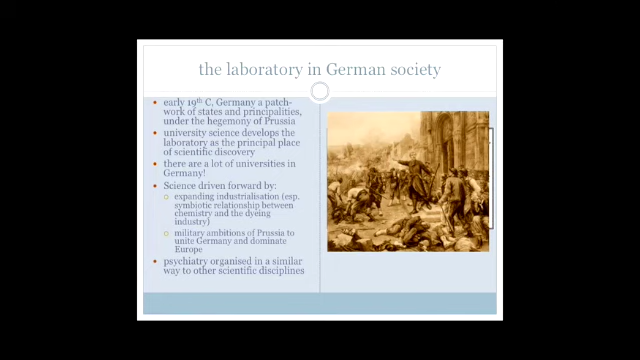 the laboratory in German society
early 19th C. Germany a patch-
work of states and principalities,
under the hegemony of Prussia
university science develops the
laboratory as the principal place
of scientific discovery
there are a lot of universities in
Germany!
Science driven forward by:
expanding industrialisation (esp.
symbiotic relationship between
chemistry and the dyeing
industry)
military ambitions of Prussia to
unite Germany and dominate
Europe
psychiatry organised in a similar
way to other scientific disciplines